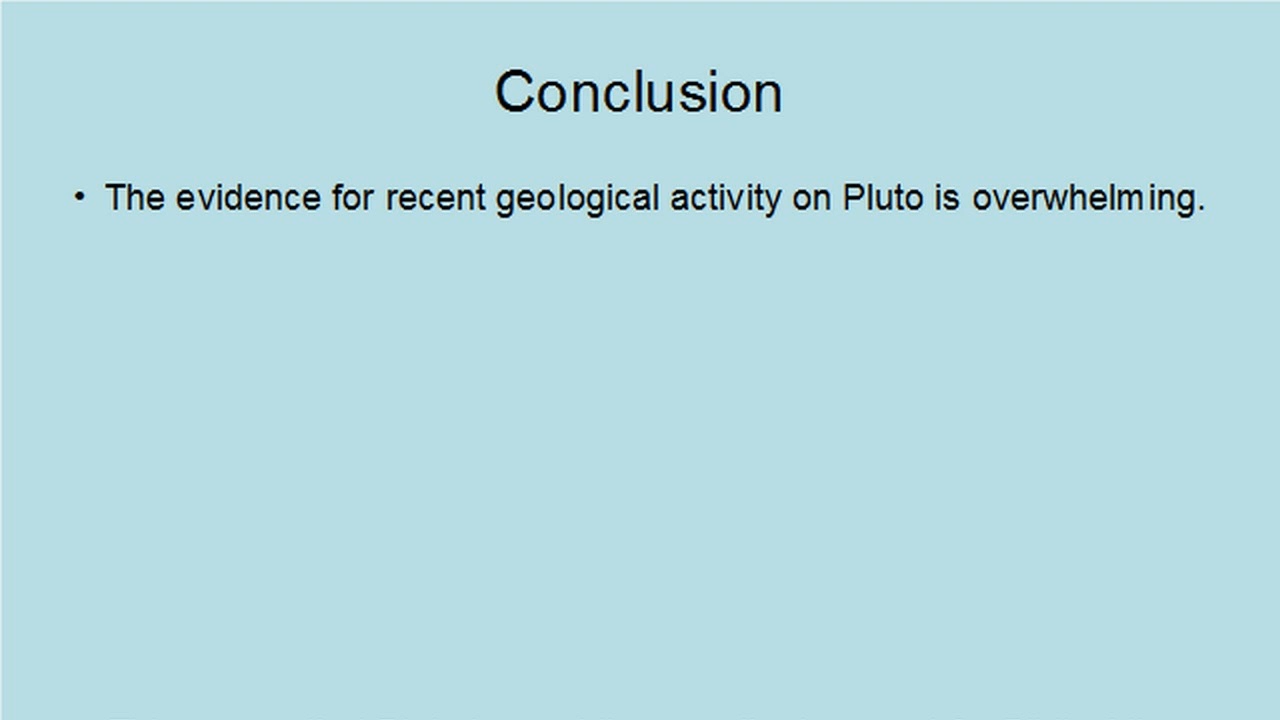 Conclusion
• The evidence for recent geological activity on Pluto is overwhelming.